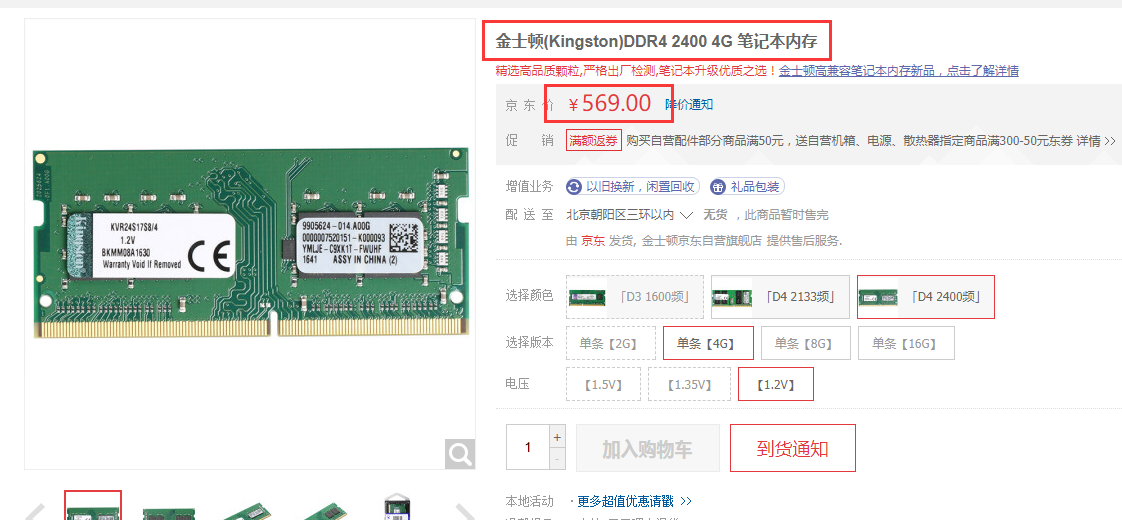 金士顿(Kingston)DDR4 2400 4G 笔记本内存
精选高品质颗粒,严格出厂检测,笔记本升级优质之选！金士顿高兼容笔记本内存新品，点击了解详情
京东价 ￥569.00 降价通知
促销 满额返券 购买自营配件部分商品满50元，送自营机箱、电源、散热器指定商品满300-50元东券 详情 >>
增值业务 以旧换新，闲置回收 礼品包装
配送至 北京朝阳区三环以内 无货 ，此商品暂时售完
由 京东 发货, 金士顿京东自营旗舰店 提供售后服务.
选择颜色 「D3 1600频」 「D4 2133频」 「D4 2400频」
选择版本 单条【2G】 单条【4G】 单条【8G】 单条【16G】
电压 【1.5V】 【1.35V】 【1.2V】
1 + - 加入购物车 到货通知
本地活动 · 更多超值优惠请戳 >>
Kingston
KVR24S17S8/4
1.2V
BKMM08A1630
Warranty Void If Removed
CE
9905624-014.A00G
0000007520151-K000093
YMLJE-C9XK1T-FWUHF
1641 ASSY IN CHINA (2)